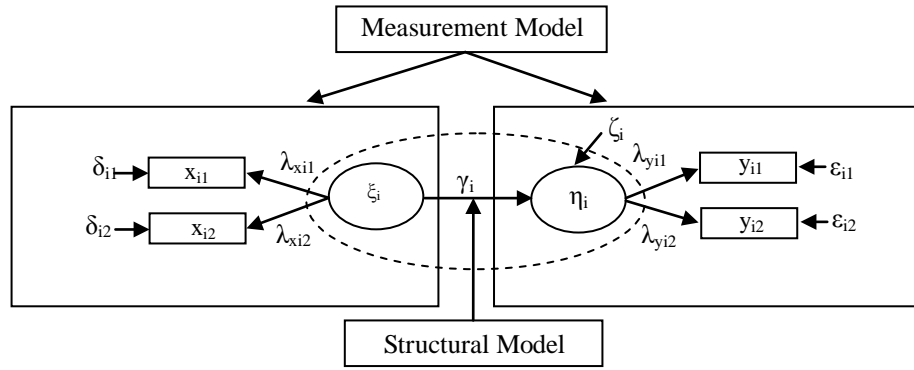 Measurement Model
ζᵢ
δᵢ₁ xᵢ₁ λₓᵢ₁ ξᵢ γᵢ ηᵢ λyᵢ₁ yᵢ₁ εᵢ₁
δᵢ₂ xᵢ₂ λₓᵢ₂ λyᵢ₂ yᵢ₂ εᵢ₂
Structural Model